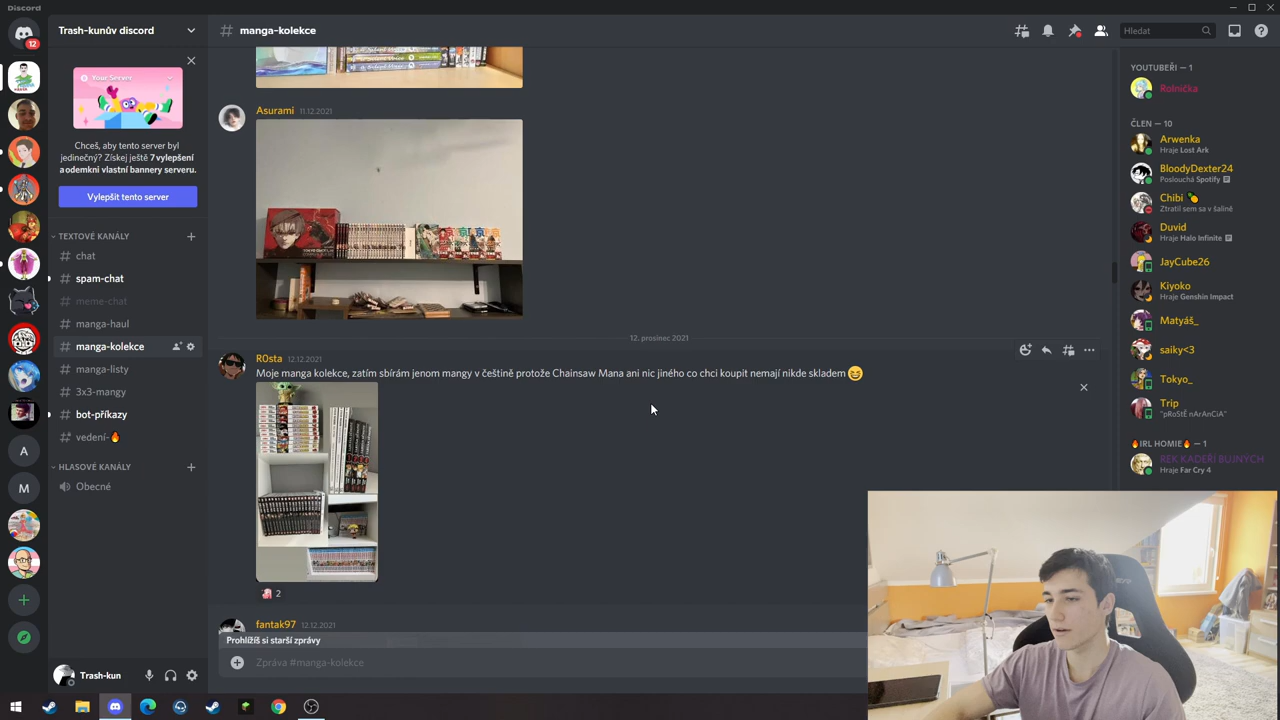 Discord
Trash-kunův discord
manga-kolekce
Hledat
12
Your Server
Chceš, aby tento server byl
jedinečný? Získej ještě 7 vylepšení
a odemkni vlastní bannery serveru.
Vylepšit tento server
TEXTOVÉ KANÁLY
chat
spam-chat
meme-chat
manga-haul
manga-kolekce
manga-listy
3x3-mangy
bot-příkazy
vedení-🔥
HLASOVÉ KANÁLY
Obecné
A
M
Trash-kun
Asurami 11.12.2021
12. prosinec 2021
R0sta 12.12.2021
Moje manga kolekce, zatím sbírám jenom mangy v češtině protože Chainsaw Mana ani nic jiného co chci koupit nemají nikde skladem 😄
2
fantak97 12.12.2021
Prohlížíš si starší zprávy
Zpráva #manga-kolekce
YOUTUBEŘI — 1
Rolnička
ČLEN — 10
Arwenka
Hraje Lost Ark
BloodyDexter24
Poslouchá Spotify
Chibi 🍍
Ztratil sem sa v šalině
Duvid
Hraje Halo Infinite
JayCube26
Kiyoko
Hraje Genshin Impact
Matyáš_
saiky<3
Tokyo_
Trip
"pRoStĚ nArAnCiA"
🔥IRL HOMIE🔥 — 1
REK KADEŘÍ BUJNÝCH
Hraje Far Cry 4